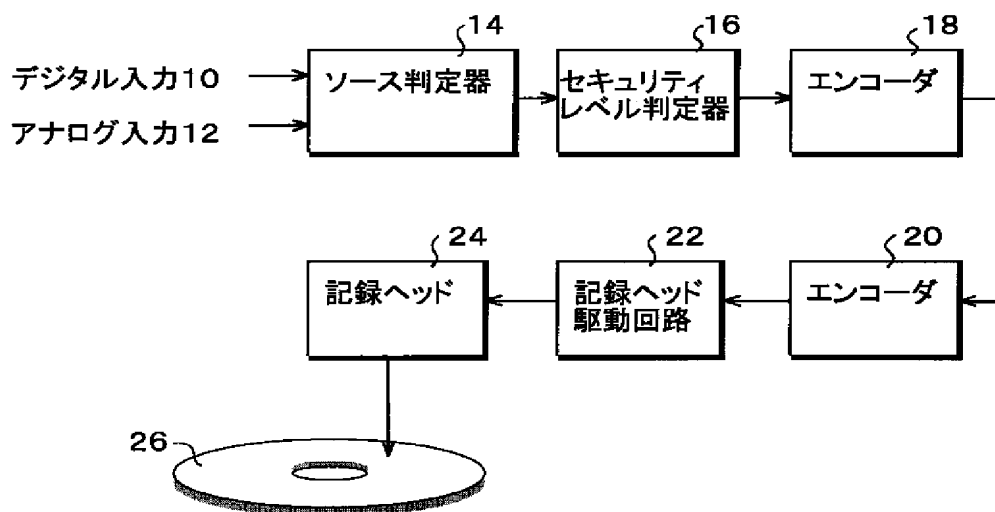 14
16
18
デジタル入力10
アナログ入力12
ソース判定器
セキュリティ
レベル判定器
エンコーダ
24
22
20
記録ヘッド
記録ヘッド
駆動回路
エンコーダ
26